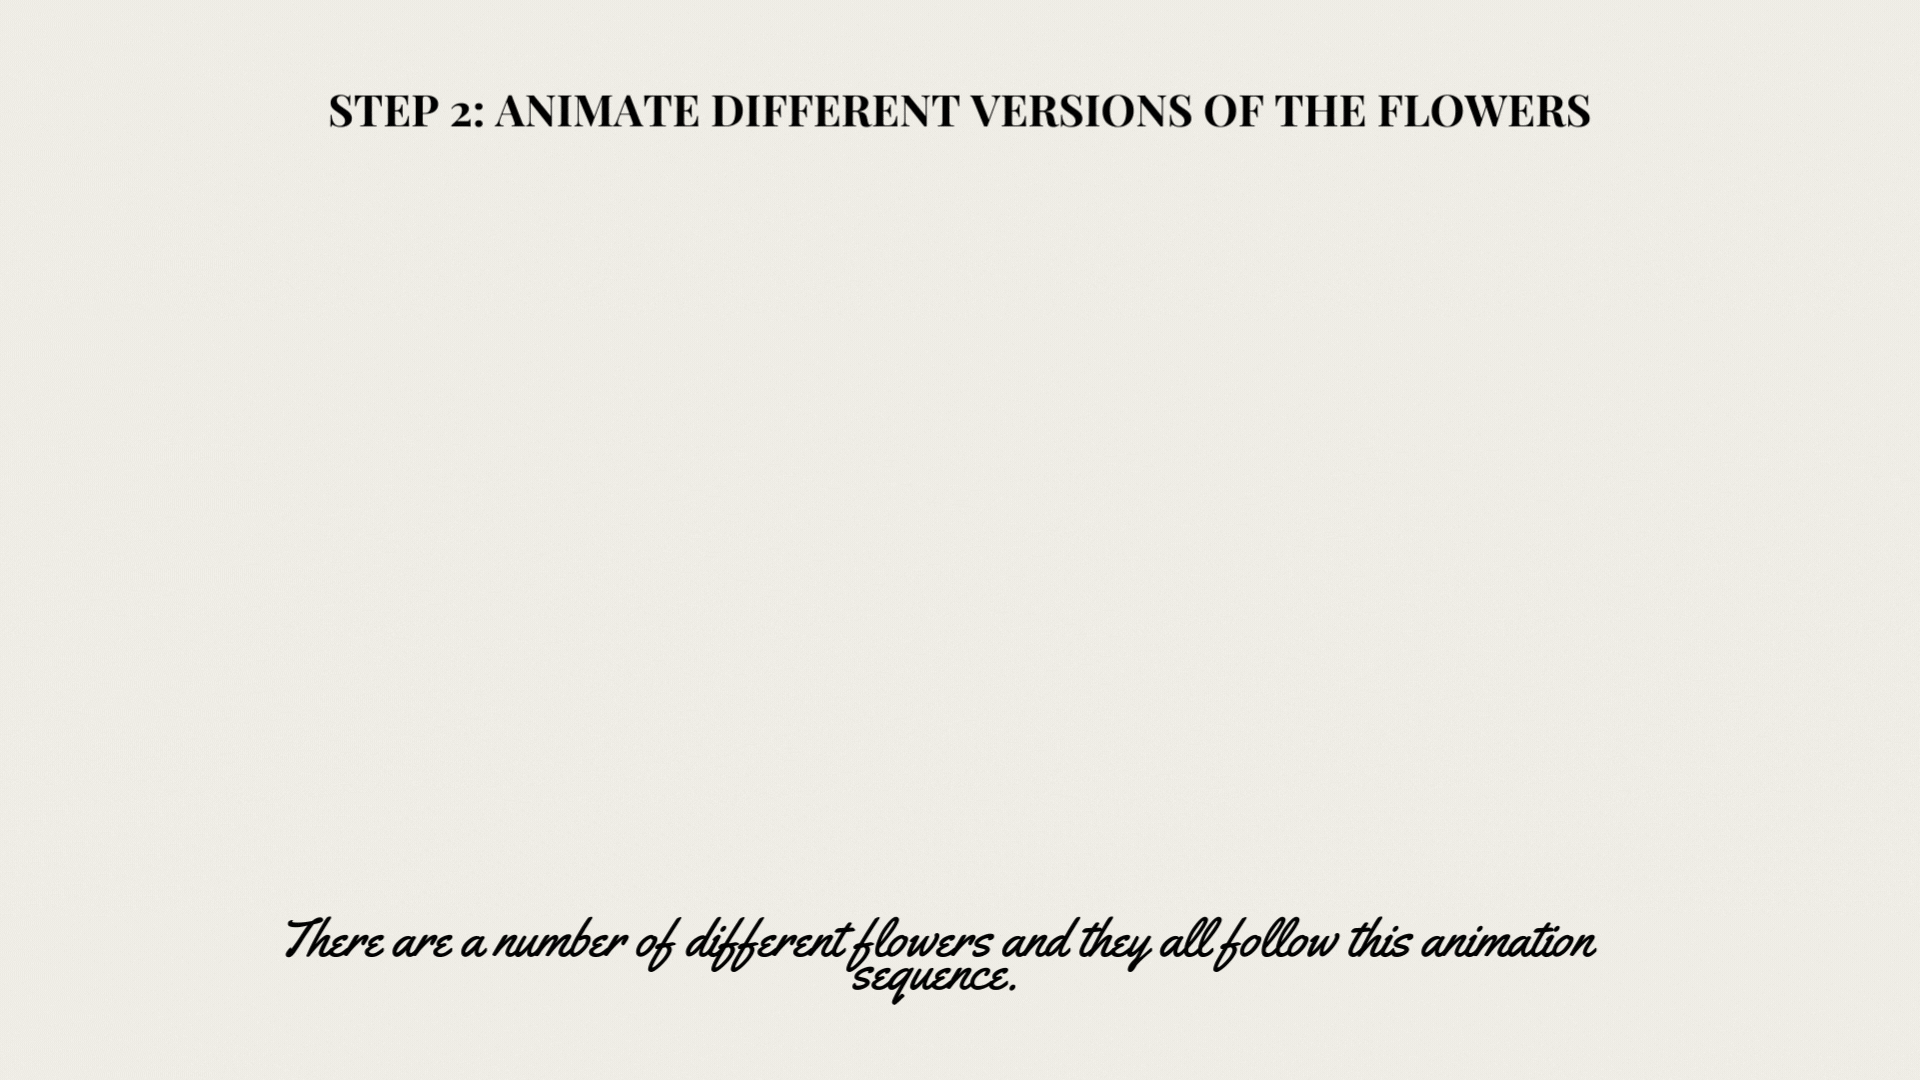 STEP 2: ANIMATE DIFFERENT VERSIONS OF THE FLOWERS
There are a number of different flowers and they all follow this animation
sequence.